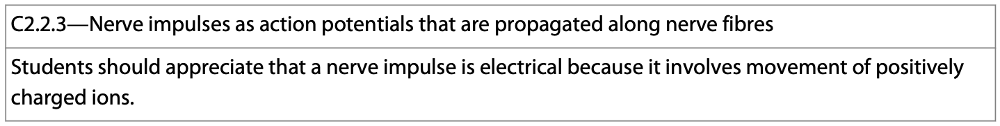 C2.2.3—Nerve impulses as action potentials that are propagated along nerve fibres
Students should appreciate that a nerve impulse is electrical because it involves movement of positively
charged ions.